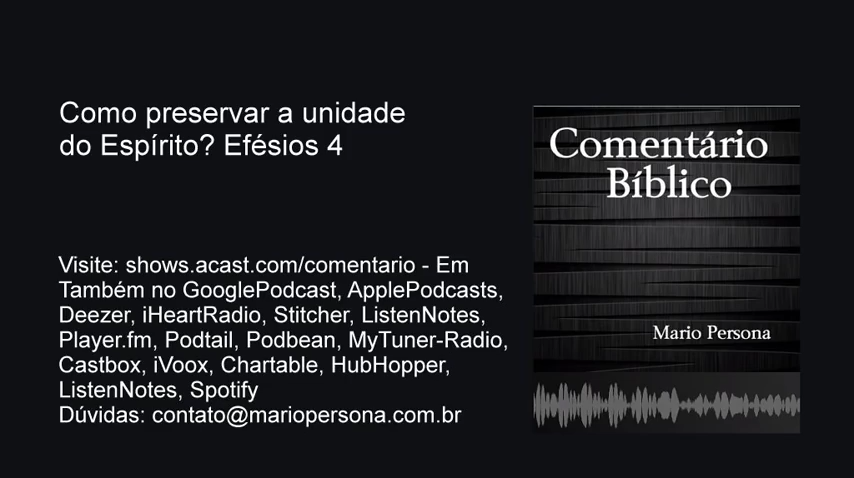 Como preservar a unidade
do Espírito? Efésios 4
Visite: shows.acast.com/comentario - Em
Também no GooglePodcast, ApplePodcasts,
Deezer, iHeartRadio, Stitcher, ListenNotes,
Player.fm, Podtail, Podbean, MyTuner-Radio,
Castbox, iVoox, Chartable, HubHopper,
ListenNotes, Spotify
Dúvidas: contato@mariopersona.com.br
Comentário
Bíblico
Mario Persona